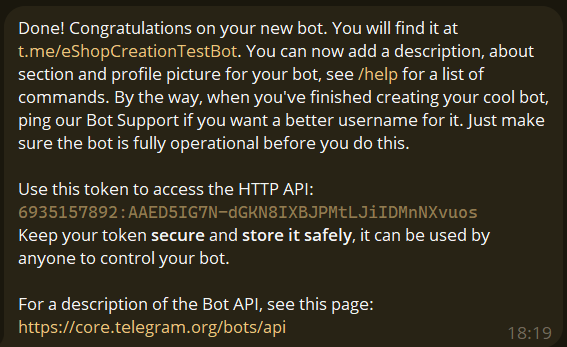 Done! Congratulations on your new bot. You will find it at
t.me/eShopCreationTestBot. You can now add a description, about
section and profile picture for your bot, see /help for a list of
commands. By the way, when you've finished creating your cool bot,
ping our Bot Support if you want a better username for it. Just make
sure the bot is fully operational before you do this.

Use this token to access the HTTP API:
6935157892:AAED5IG7N-dGKN8IXBJPMtLJiIDMnNXvuos
Keep your token secure and store it safely, it can be used by
anyone to control your bot.

For a description of the Bot API, see this page:
https://core.telegram.org/bots/api
18:19